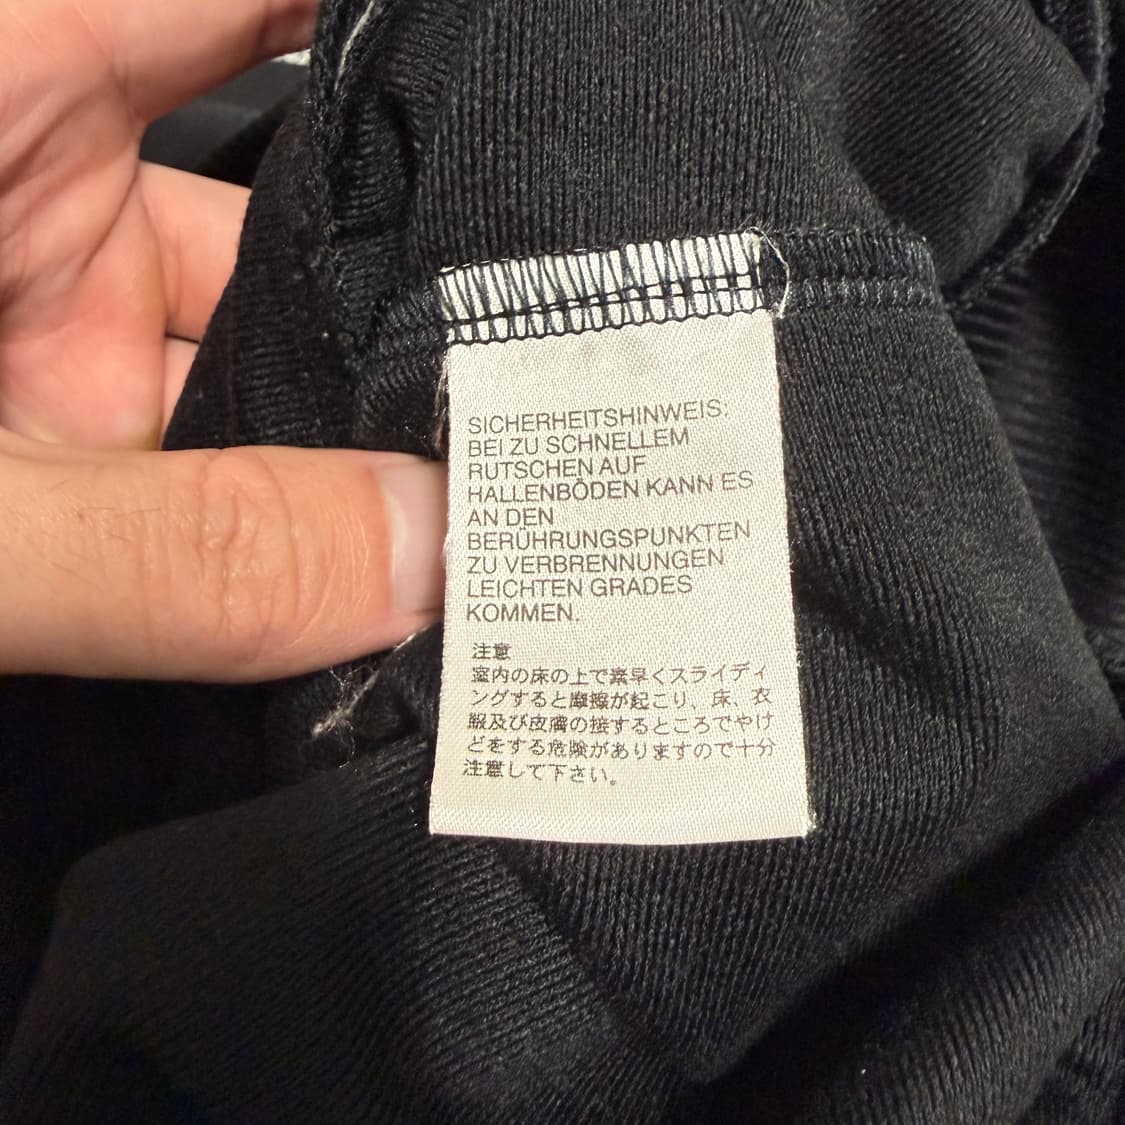 SICHERHEITSHINWEIS:
BEI ZU SCHNELLEM
RUTSCHEN AUF
HALLENBÖDEN KANN ES
AN DEN
BERÜHRUNGSPUNKTEN
ZU VERBRENNUNGEN
LEICHTEN GRADES
KOMMEN.
注意
室内の床の上で素早くスライディ
ングすると摩擦が起こり、床、衣
服及び皮膚の接するところでやけ
どをする危険がありますので十分
注意して下さい。